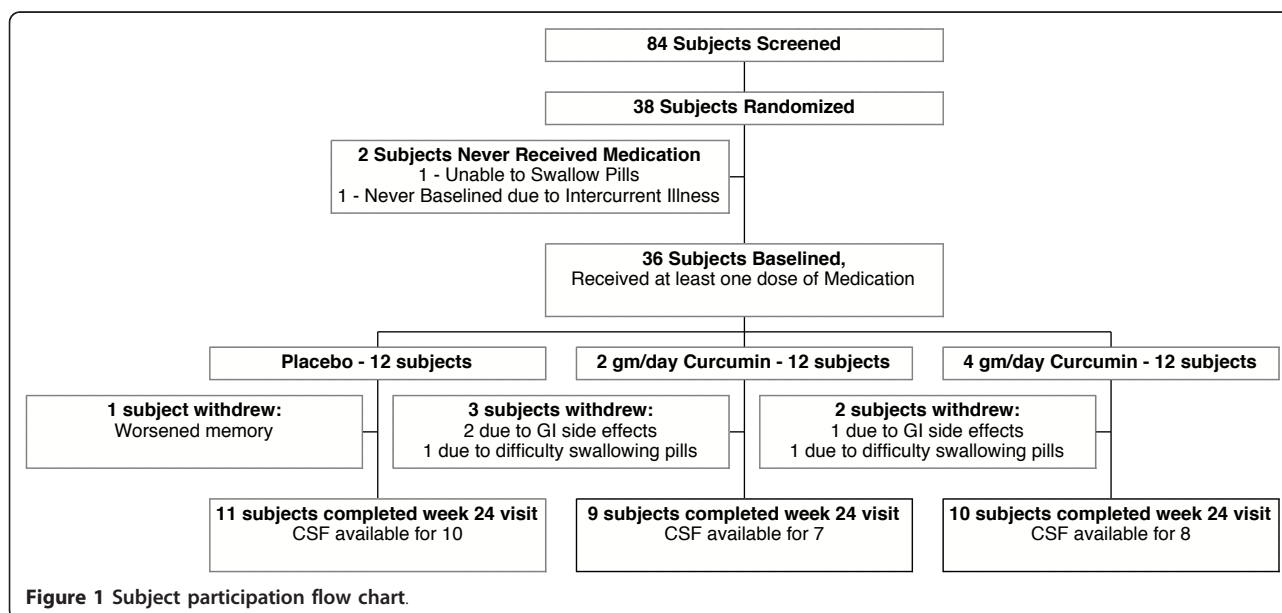 84 Subjects Screened
38 Subjects Randomized
2 Subjects Never Received Medication
1 - Unable to Swallow Pills
1 - Never Baselined due to Intercurrent Illness
36 Subjects Baselined,
Received at least one dose of Medication
Placebo - 12 subjects
2 gm/day Curcumin - 12 subjects
4 gm/day Curcumin - 12 subjects
1 subject withdrew:
Worsened memory
3 subjects withdrew:
2 due to GI side effects
1 due to difficulty swallowing pills
2 subjects withdrew:
1 due to GI side effects
1 due to difficulty swallowing pills
11 subjects completed week 24 visit
CSF available for 10
9 subjects completed week 24 visit
CSF available for 7
10 subjects completed week 24 visit
CSF available for 8
Figure 1 Subject participation flow chart.